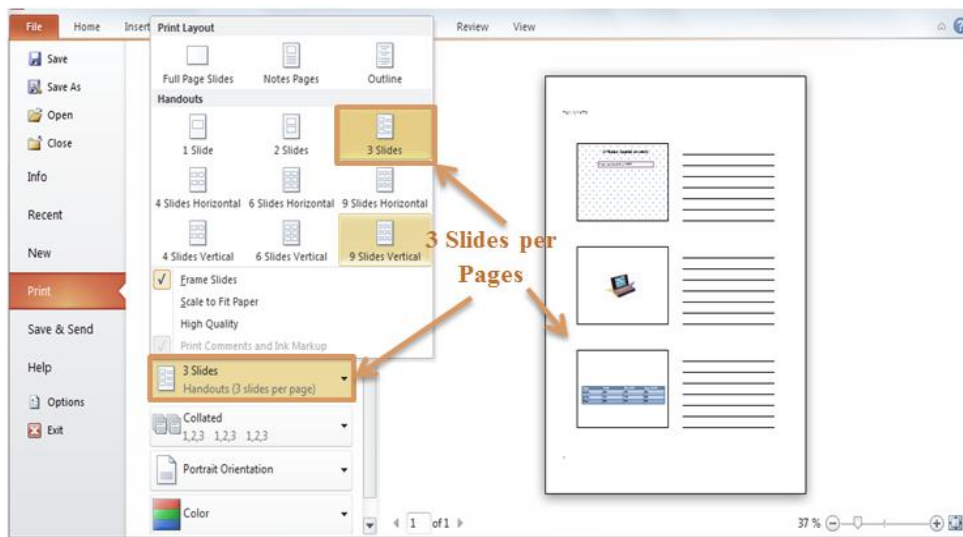 File Home Insert Review View
Save
Save As
Open
Close
Info
Recent
New
Print
Save & Send
Help
Options
Exit
Print Layout
Full Page Slides Notes Pages Outline
Handouts
1 Slide 2 Slides 3 Slides
4 Slides Horizontal 6 Slides Horizontal 9 Slides Horizontal
4 Slides Vertical 6 Slides Vertical 9 Slides Vertical
Frame Slides
Scale to Fit Paper
High Quality
Print Comments and Ink Markup
3 Slides
Handouts (3 slides per page)
Collated
1,2,3 1,2,3 1,2,3
Portrait Orientation
Color
3 Slides per
Pages
1 of 1
37 %